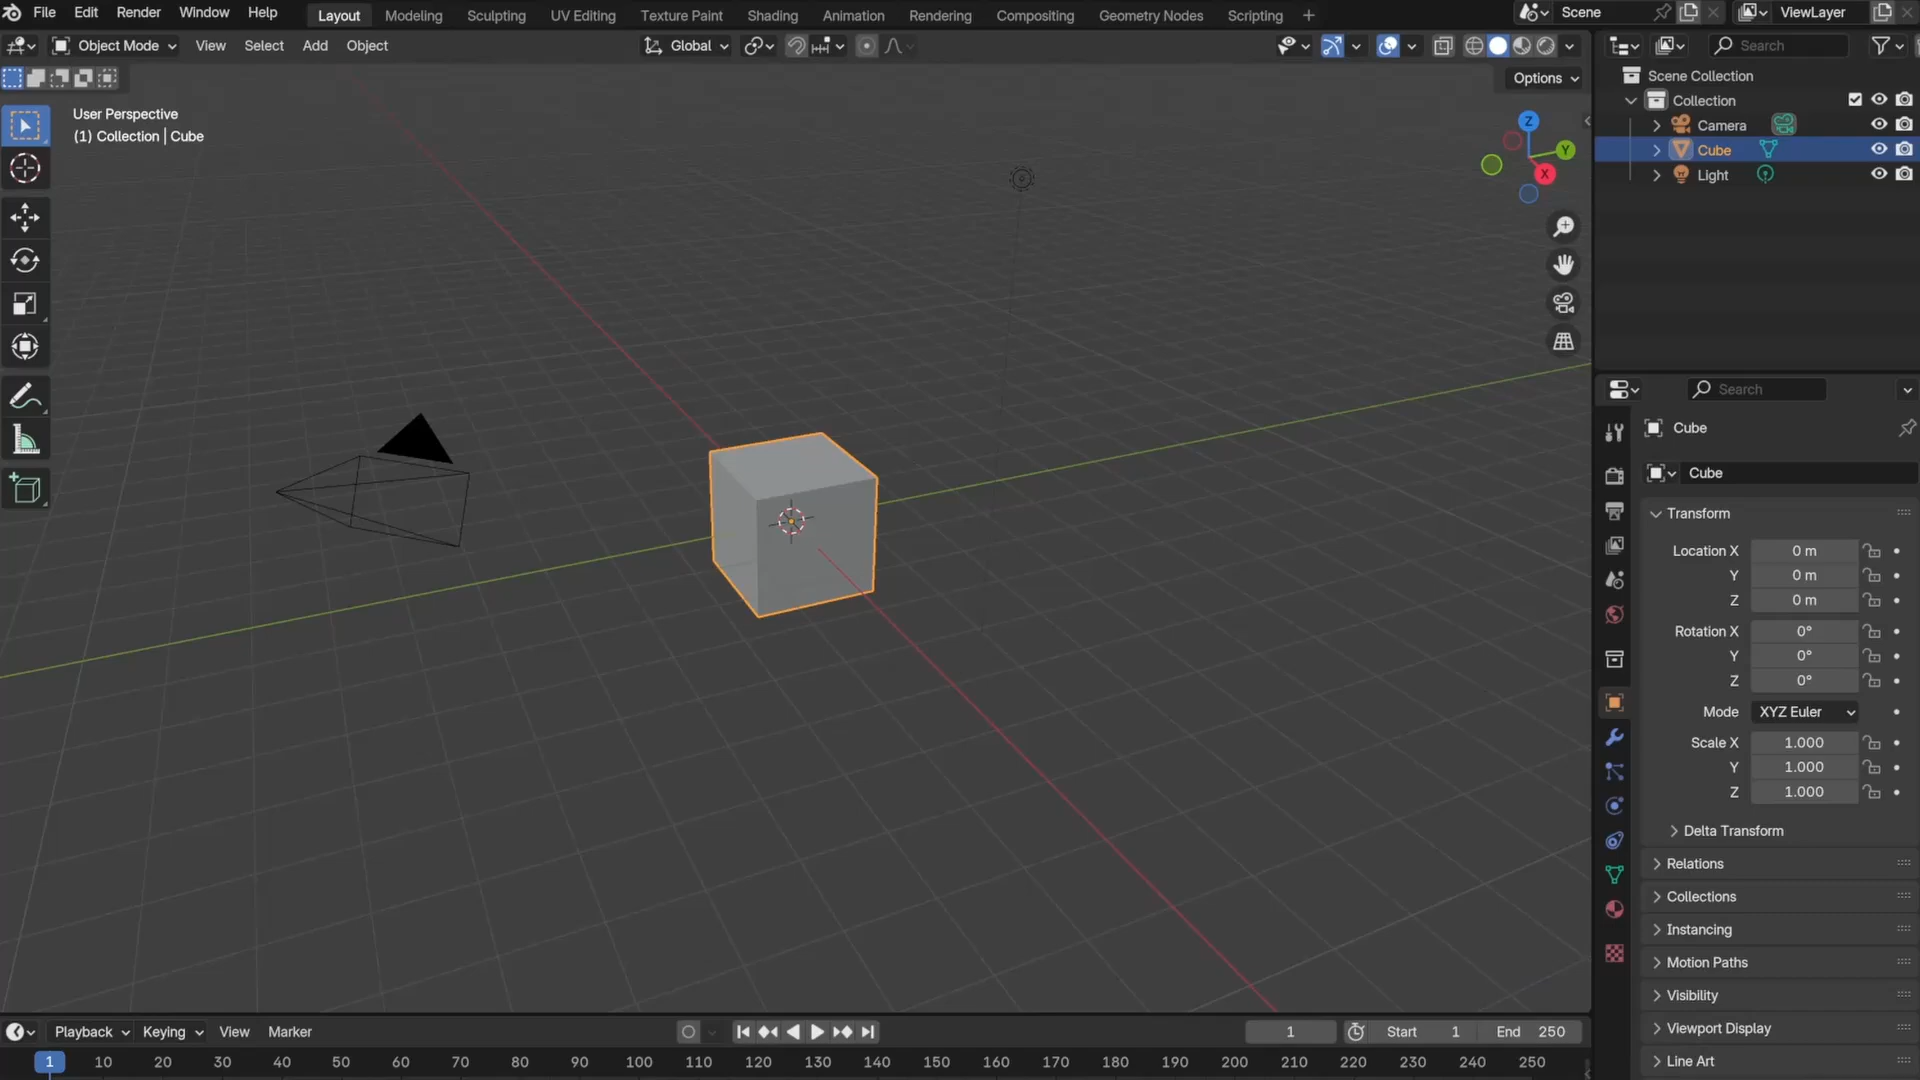 File Edit Render Window Help Layout Modeling Sculpting UV Editing Texture Paint Shading Animation Rendering Compositing Geometry Nodes Scripting + Scene ViewLayer
Object Mode View Select Add Object Global Search
Options
User Perspective
(1) Collection | Cube
Z
Y
X
Scene Collection
Collection
Camera
Cube
Light
Search
Cube
Cube
Transform
Location X 0 m
Y 0 m
Z 0 m
Rotation X 0°
Y 0°
Z 0°
Mode XYZ Euler
Scale X 1.000
Y 1.000
Z 1.000
Delta Transform
Relations
Collections
Instancing
Motion Paths
Visibility
Viewport Display
Line Art
Playback Keying View Marker 1 Start 1 End 250
1 10 20 30 40 50 60 70 80 90 100 110 120 130 140 150 160 170 180 190 200 210 220 230 240 250